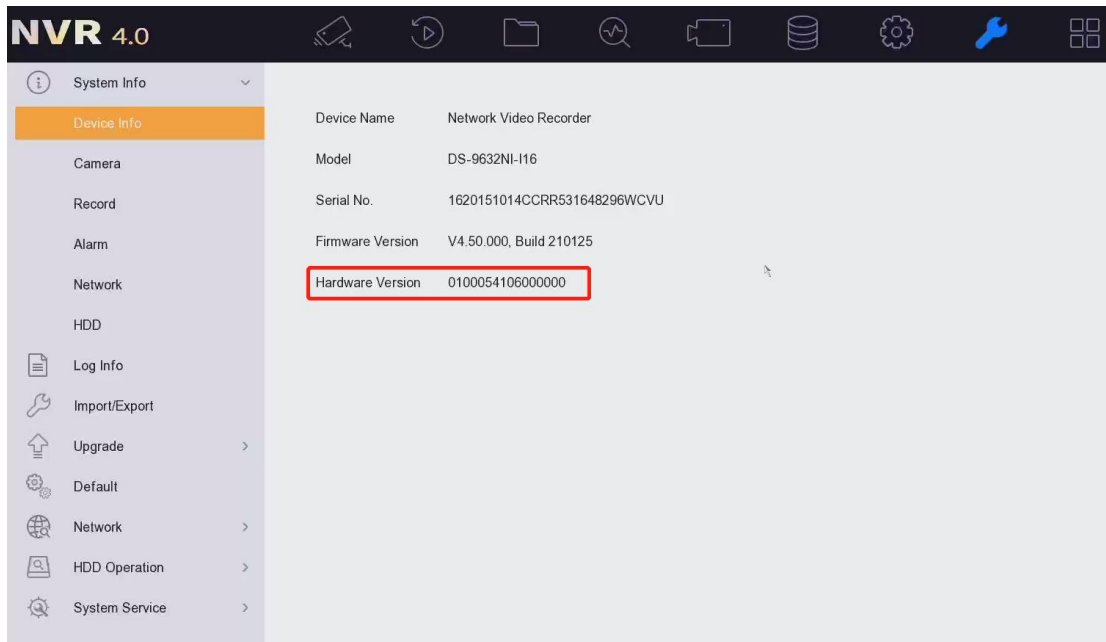 NVR 4.0
System Info
Device Info
Camera
Record
Alarm
Network
HDD
Log Info
Import/Export
Upgrade
Default
Network
HDD Operation
System Service
Device Name Network Video Recorder
Model DS-9632NI-I16
Serial No. 1620151014CCRR531648296WCVU
Firmware Version V4.50.000, Build 210125
Hardware Version 0100054106000000